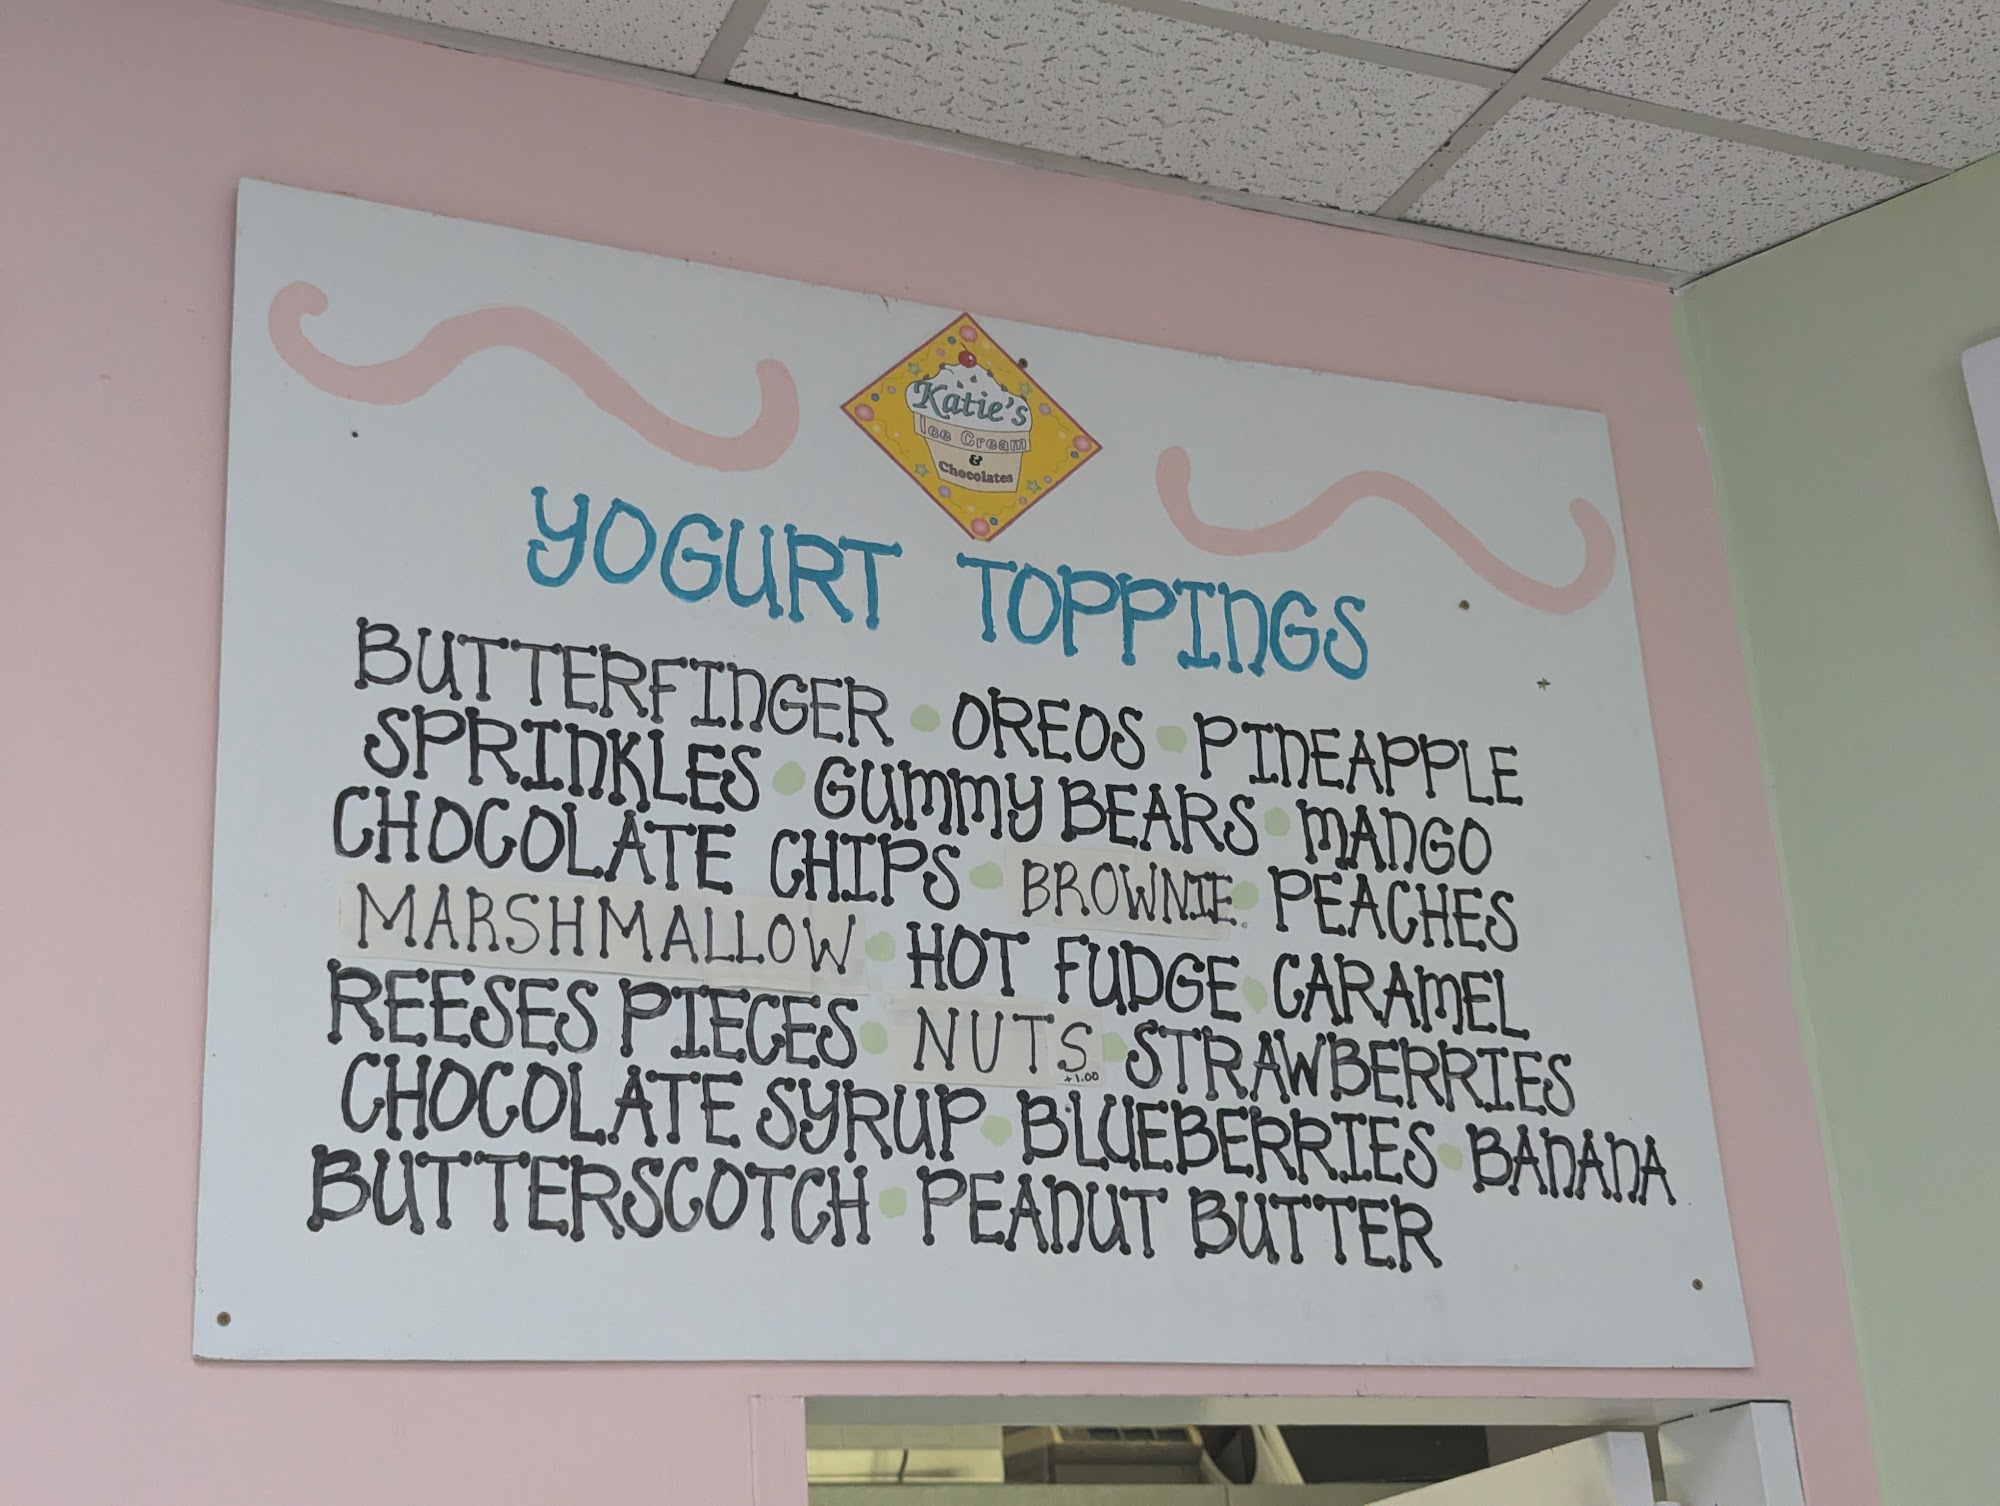 Katie's
Ice Cream
&
Chocolates
YOGURT TOPPINGS
BUTTERFINGER • OREOS • PINEAPPLE
SPRINKLES • GUMMY BEARS • MANGO
CHOCOLATE CHIPS • BROWNIE • PEACHES
MARSHMALLOW • HOT FUDGE • CARAMEL
REESES PIECES • NUTS +1.00 • STRAWBERRIES
CHOCOLATE SYRUP • BLUEBERRIES • BANANA
BUTTERSCOTCH • PEANUT BUTTER